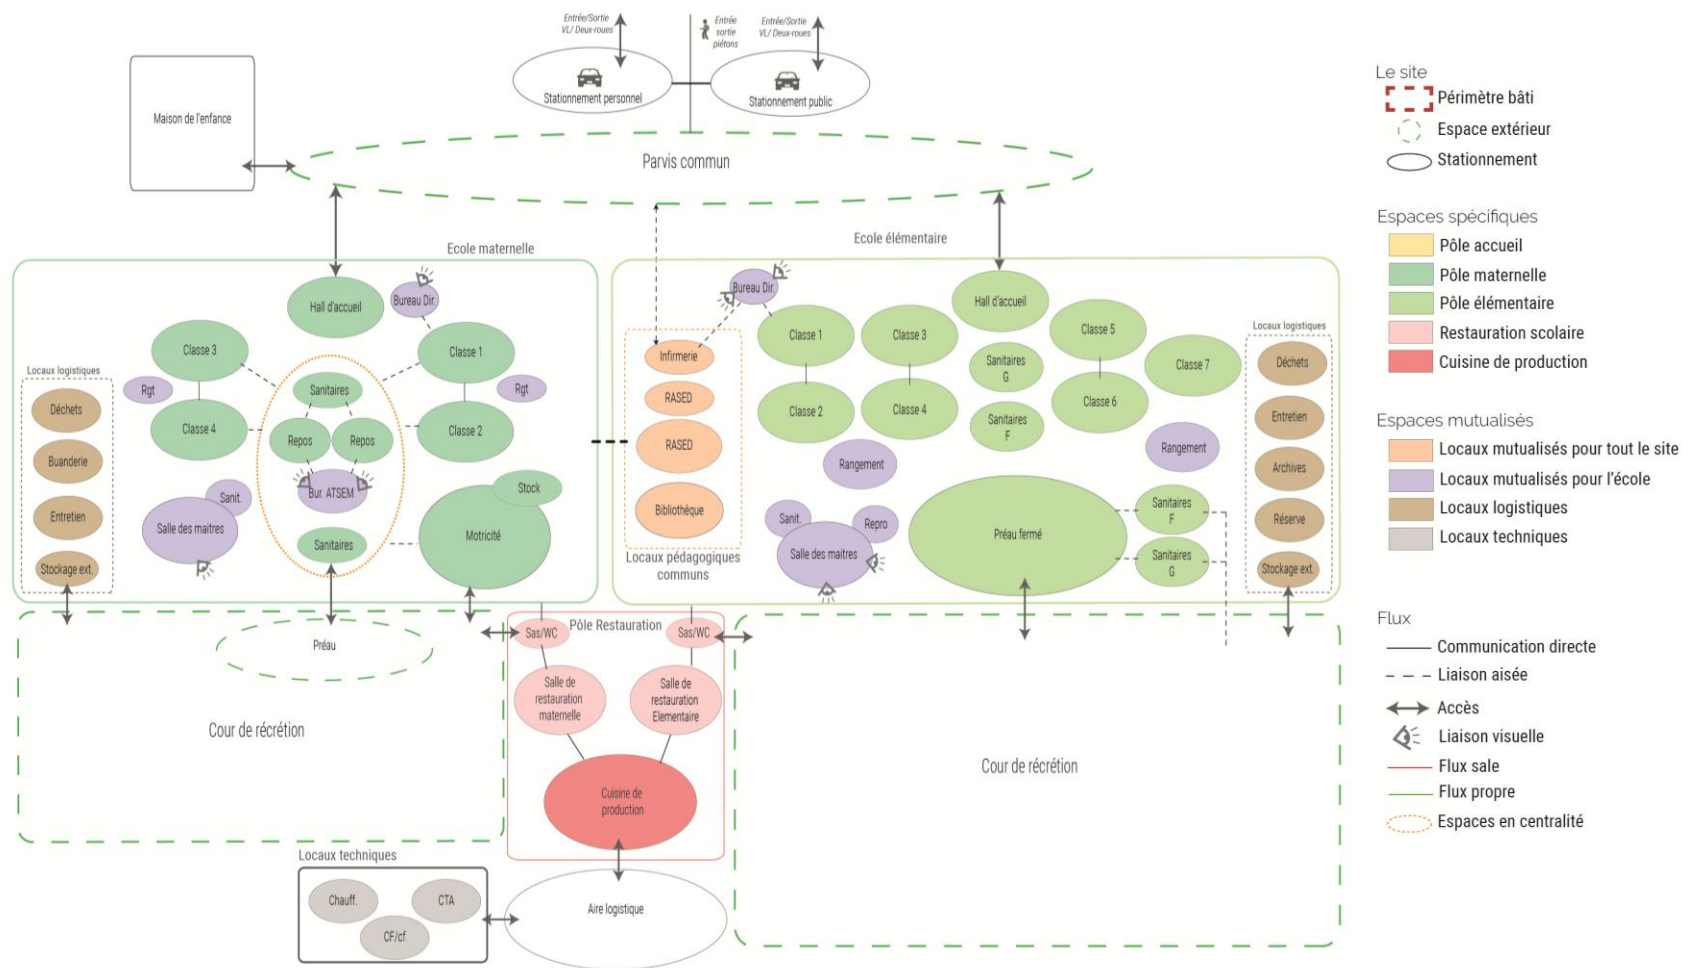 Entrée/Sortie
VL/ Deux-roues
Entrée
sortie
piétons
Entrée/Sortie
VL/ Deux-roues
Stationnement personnel
Stationnement public
Maison de l'enfance
Parvis commun
Ecole maternelle
Ecole élémentaire
Hall d'accueil
Bureau Dir.
Classe 3
Classe 1
Locaux logistiques
Rgt
Sanitaires
Rgt
Déchets
Classe 4
Repos
Repos
Classe 2
Buanderie
Bur. ATSEM
Stock
Sanit.
Entretien
Salle des maitres
Sanitaires
Motricité
Stockage ext.
Bureau Dir.
Hall d'accueil
Classe 1
Classe 3
Classe 5
Locaux logistiques
Infirmerie
Sanitaires
G
Classe 7
Déchets
RASED
Classe 2
Classe 4
Classe 6
Sanitaires
F
Entretien
RASED
Rangement
Rangement
Archives
Bibliothèque
Sanit.
Repro
Sanitaires
F
Réserve
Salle des maitres
Préau fermé
Locaux pédagogiques
communs
Sanitaires
G
Stockage ext.
Préau
Cour de récrétion
Pôle Restauration
Sas/WC
Sas/WC
Salle de
restauration
maternelle
Salle de
restauration
Elementaire
Cuisine de
production
Cour de récrétion
Locaux techniques
Chauff.
CTA
CF/cf
Aire logistique
Le site
Périmètre bâti
Espace extérieur
Stationnement
Espaces spécifiques
Pôle accueil
Pôle maternelle
Pôle élémentaire
Restauration scolaire
Cuisine de production
Espaces mutualisés
Locaux mutualisés pour tout le site
Locaux mutualisés pour l'école
Locaux logistiques
Locaux techniques
Flux
Communication directe
Liaison aisée
Accès
Liaison visuelle
Flux sale
Flux propre
Espaces en centralité